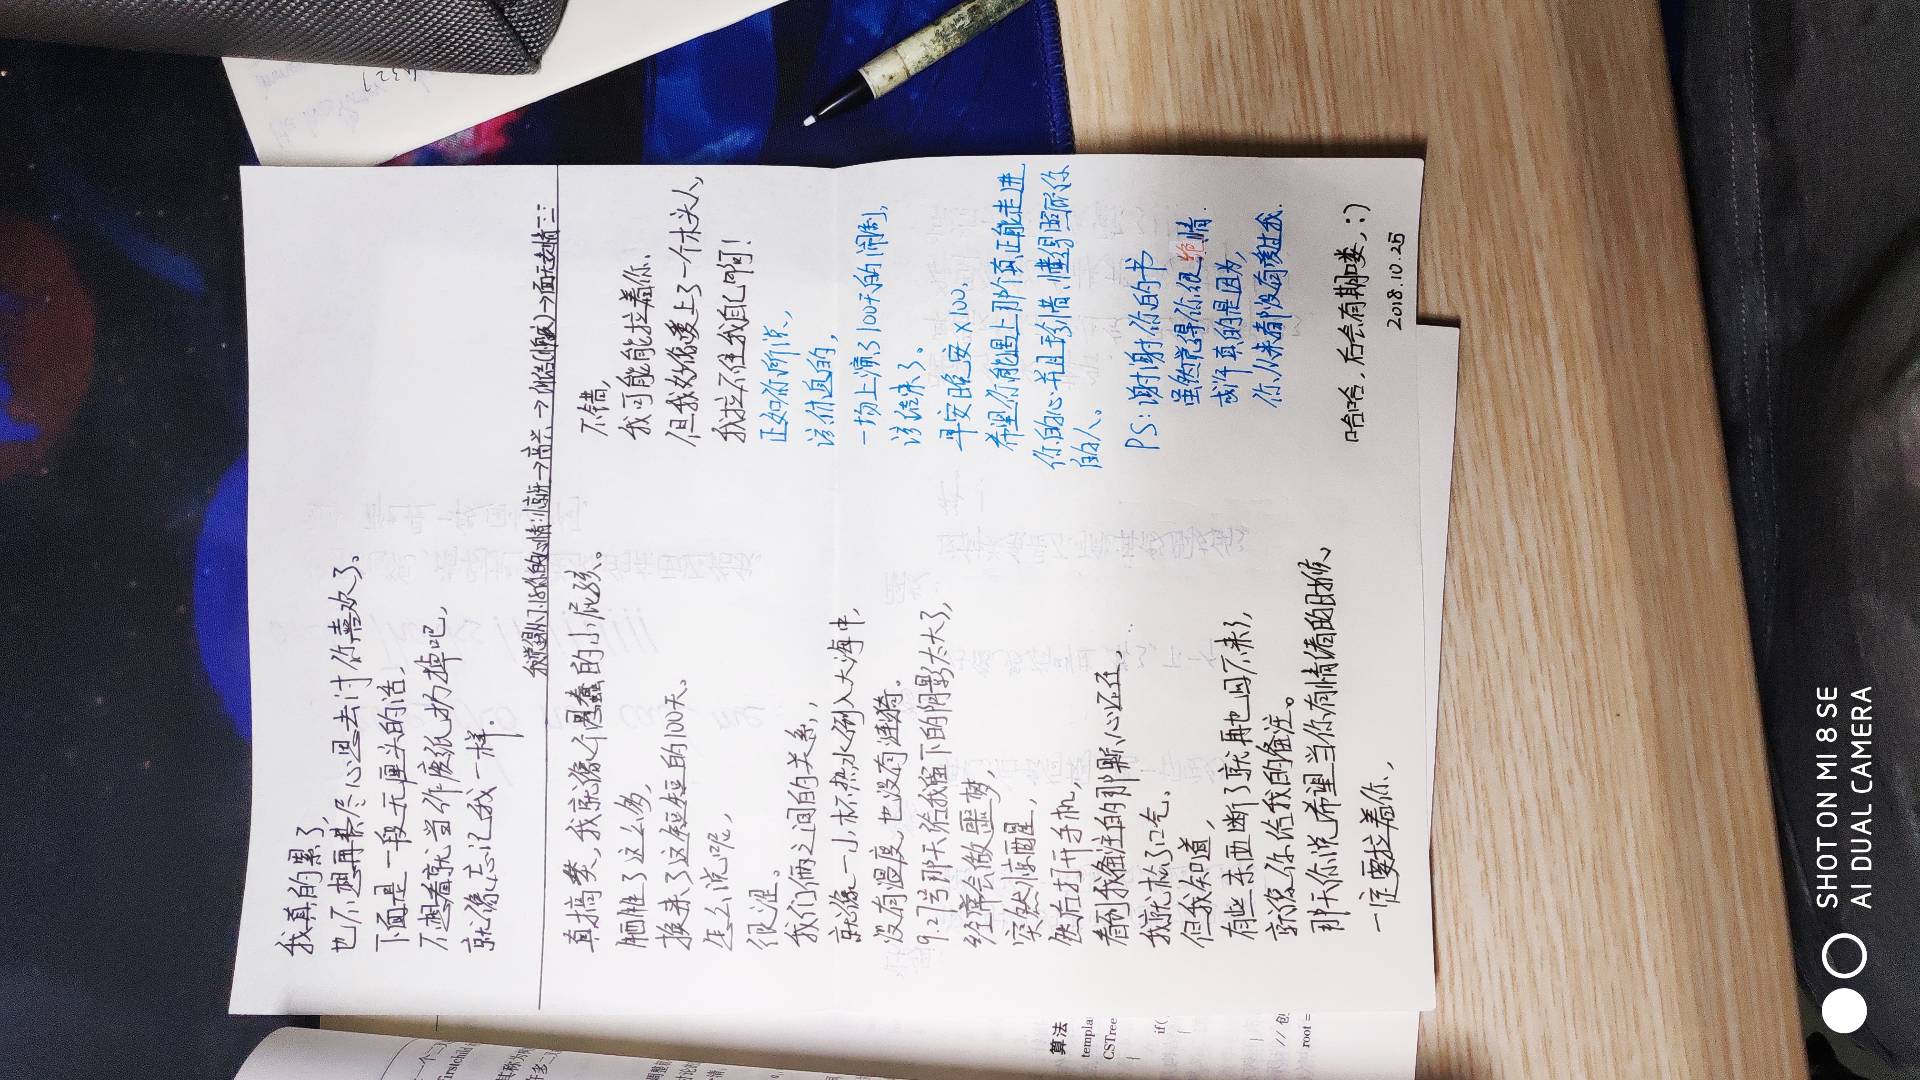 我真的累了,
也不想再费尽心思去讨你喜欢了。
下面是一段无厘头的话,
不想看就当作废纸扔掉吧,
就像忘记我一样.
我觉得从7.18你的心情:惊讶→高兴→纠结()→面无表情
真搞笑,我就像个愚蠢的小屁孩。
牺牲了这么多,
换来了这短短的100天。
怎么说呢,
很涩。
我们俩之间的关系,,
就像一小杯热水倒入大海中,
没有温度,也没有涟漪。
9.27号那天给我留下的阴影太大了,
经常会做噩梦,
突然惊醒,
然后打开手机,
看到我备注的那颗心还在,
我就松了口气。
但我知道,
有些东西断了就再也回不来了,
就像你给我的备注。
那天你说希望当你有情绪的时候,
一定要拉着你,
不错,
我可能能拉着你,
但我好像爱上了一个木头人,
我拉不住我自己啊!
正如你所说,
该休息的,
一场上演了100天的闹剧,
该结束了。
早安晚安×100,
希望你能遇上那个真正能走进
你的心并且珍惜、懂得照顾你
的人。
PS:谢谢你的书
虽然觉得你很绝情.
或许真的是因为,
你从来都没有爱过我.
哈哈,后会有期喽,:)
2018.10.25
算法
templa
CSTree
{
if(
{
}
// 创
root =
firstchild
SHOT ON MI 8 SE
AI DUAL CAMERA